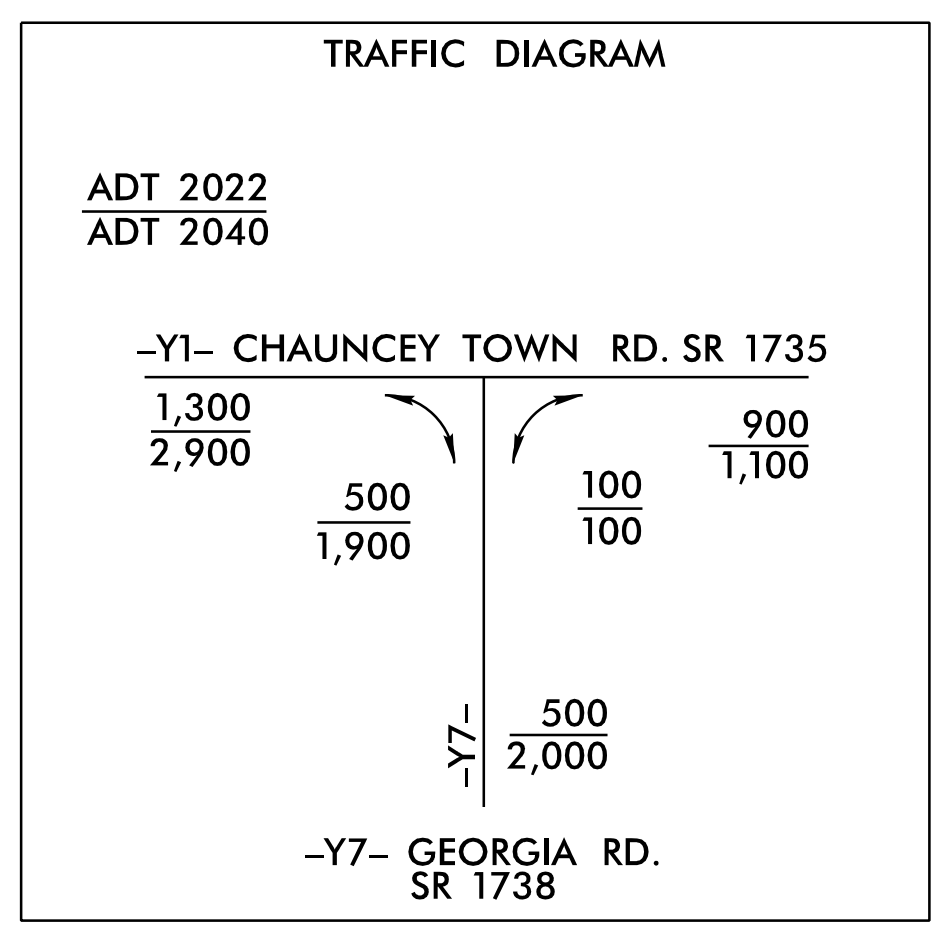 TRAFFIC DIAGRAM
ADT 2022
ADT 2040
–Y1– CHAUNCEY TOWN RD. SR 1735
1,300
2,900
900
1,100
500
1,900
100
100
–Y7–
500
2,000
–Y7– GEORGIA RD.
SR 1738